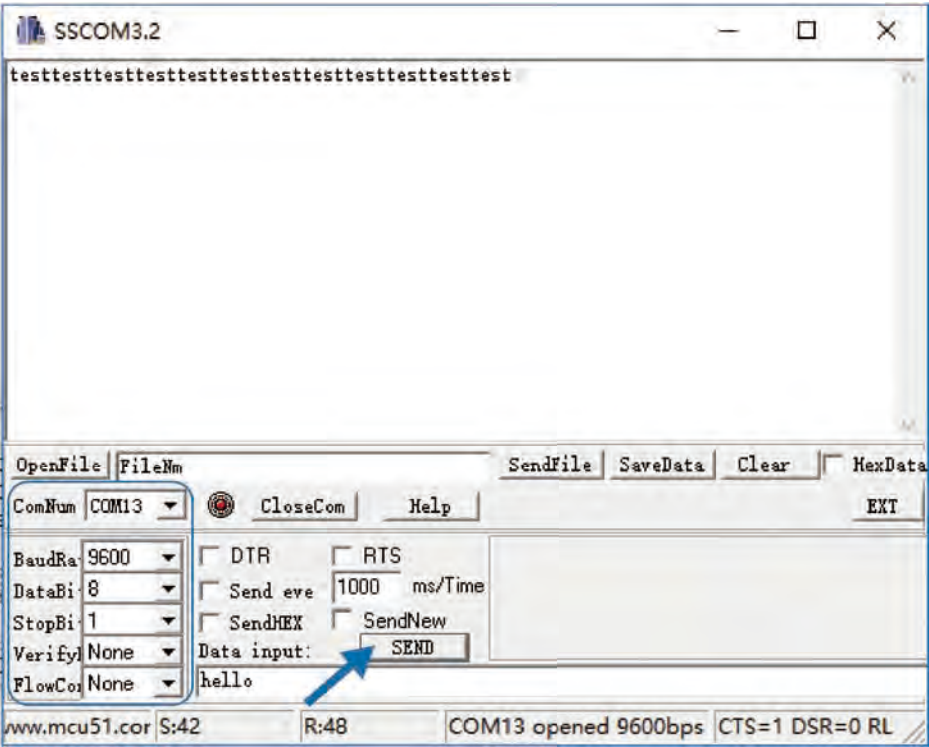 SSCOM3.2
testtesttesttesttesttesttesttesttesttesttesttest
OpenFile FileNm SendFile SaveData Clear HexData
ComNum COM13 CloseCom Help EXT
BaudRa 9600 DTR RTS
DataBi 8 Send eve 1000 ms/Time
StopBi 1 SendHEX SendNew
Verify None Data input: SEND
FlowCo None hello
www.mcu51.cor S:42 R:48 COM13 opened 9600bps CTS=1 DSR=0 RL